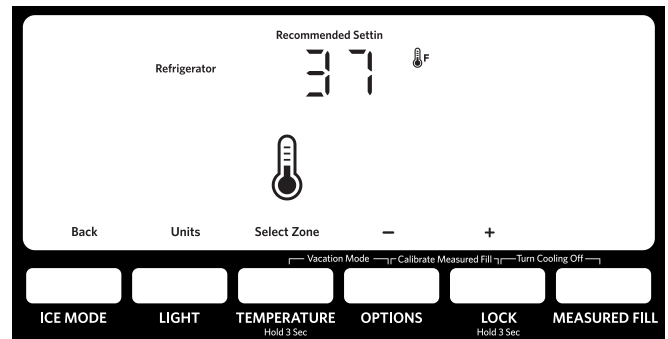 Recommended Settin
Refrigerator 37 F
Back Units Select Zone − +
Vacation Mode Calibrate Measured Fill Turn Cooling Off
ICE MODE LIGHT TEMPERATURE OPTIONS LOCK MEASURED FILL
Hold 3 Sec Hold 3 Sec